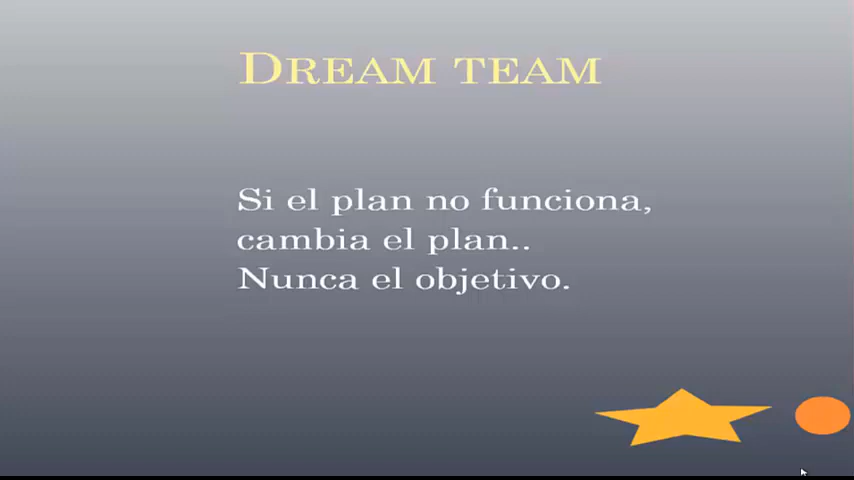 DREAM TEAM
Si el plan no funciona,
cambia el plan..
Nunca el objetivo.